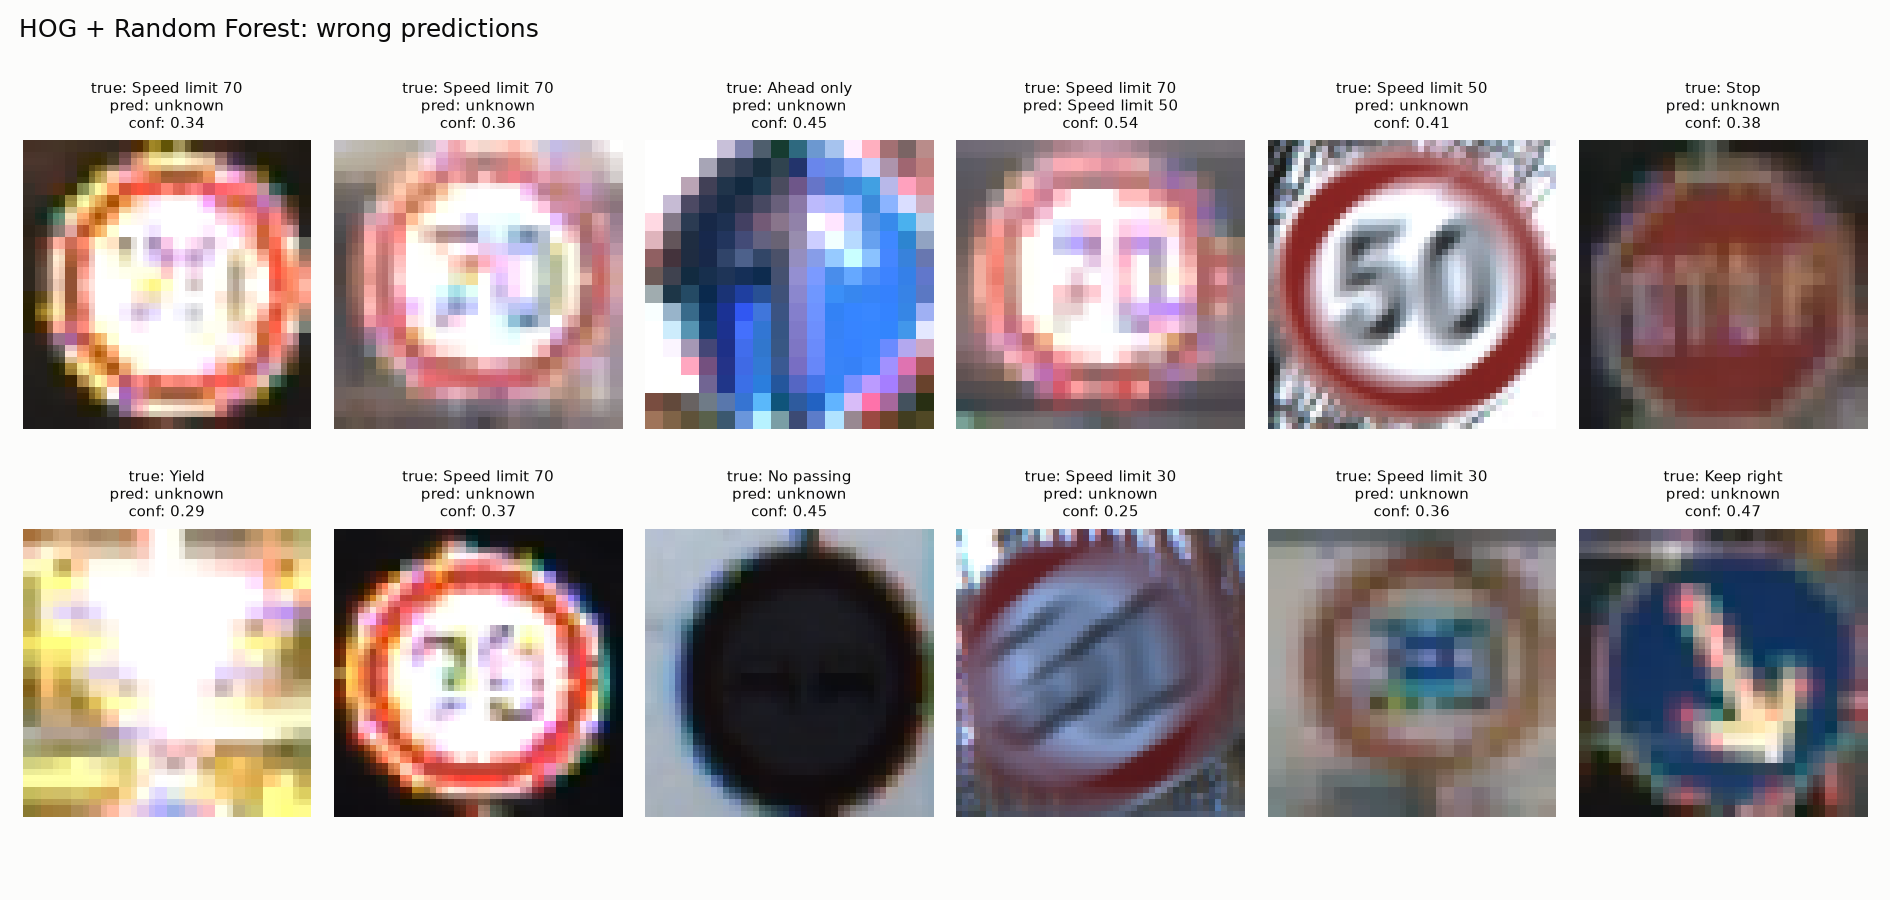 HOG + Random Forest: wrong predictions
true: Speed limit 70
pred: unknown
conf: 0.34
true: Speed limit 70
pred: unknown
conf: 0.36
true: Ahead only
pred: unknown
conf: 0.45
true: Speed limit 70
pred: Speed limit 50
conf: 0.54
true: Speed limit 50
pred: unknown
conf: 0.41
true: Stop
pred: unknown
conf: 0.38
50
true: Yield
pred: unknown
conf: 0.29
true: Speed limit 70
pred: unknown
conf: 0.37
true: No passing
pred: unknown
conf: 0.45
true: Speed limit 30
pred: unknown
conf: 0.25
true: Speed limit 30
pred: unknown
conf: 0.36
true: Keep right
pred: unknown
conf: 0.47